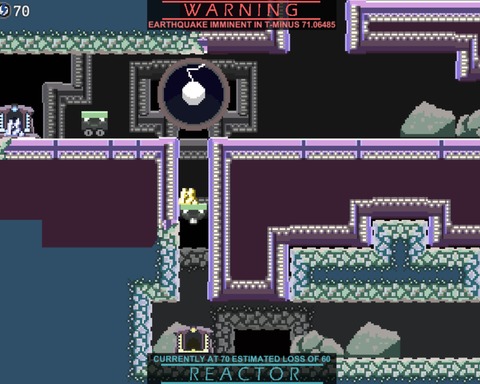 70
WARNING
EARTHQUAKE IMMINENT IN T-MINUS 71.06485
CURRENTLY AT 70 ESTIMATED LOSS OF 60
REACTOR